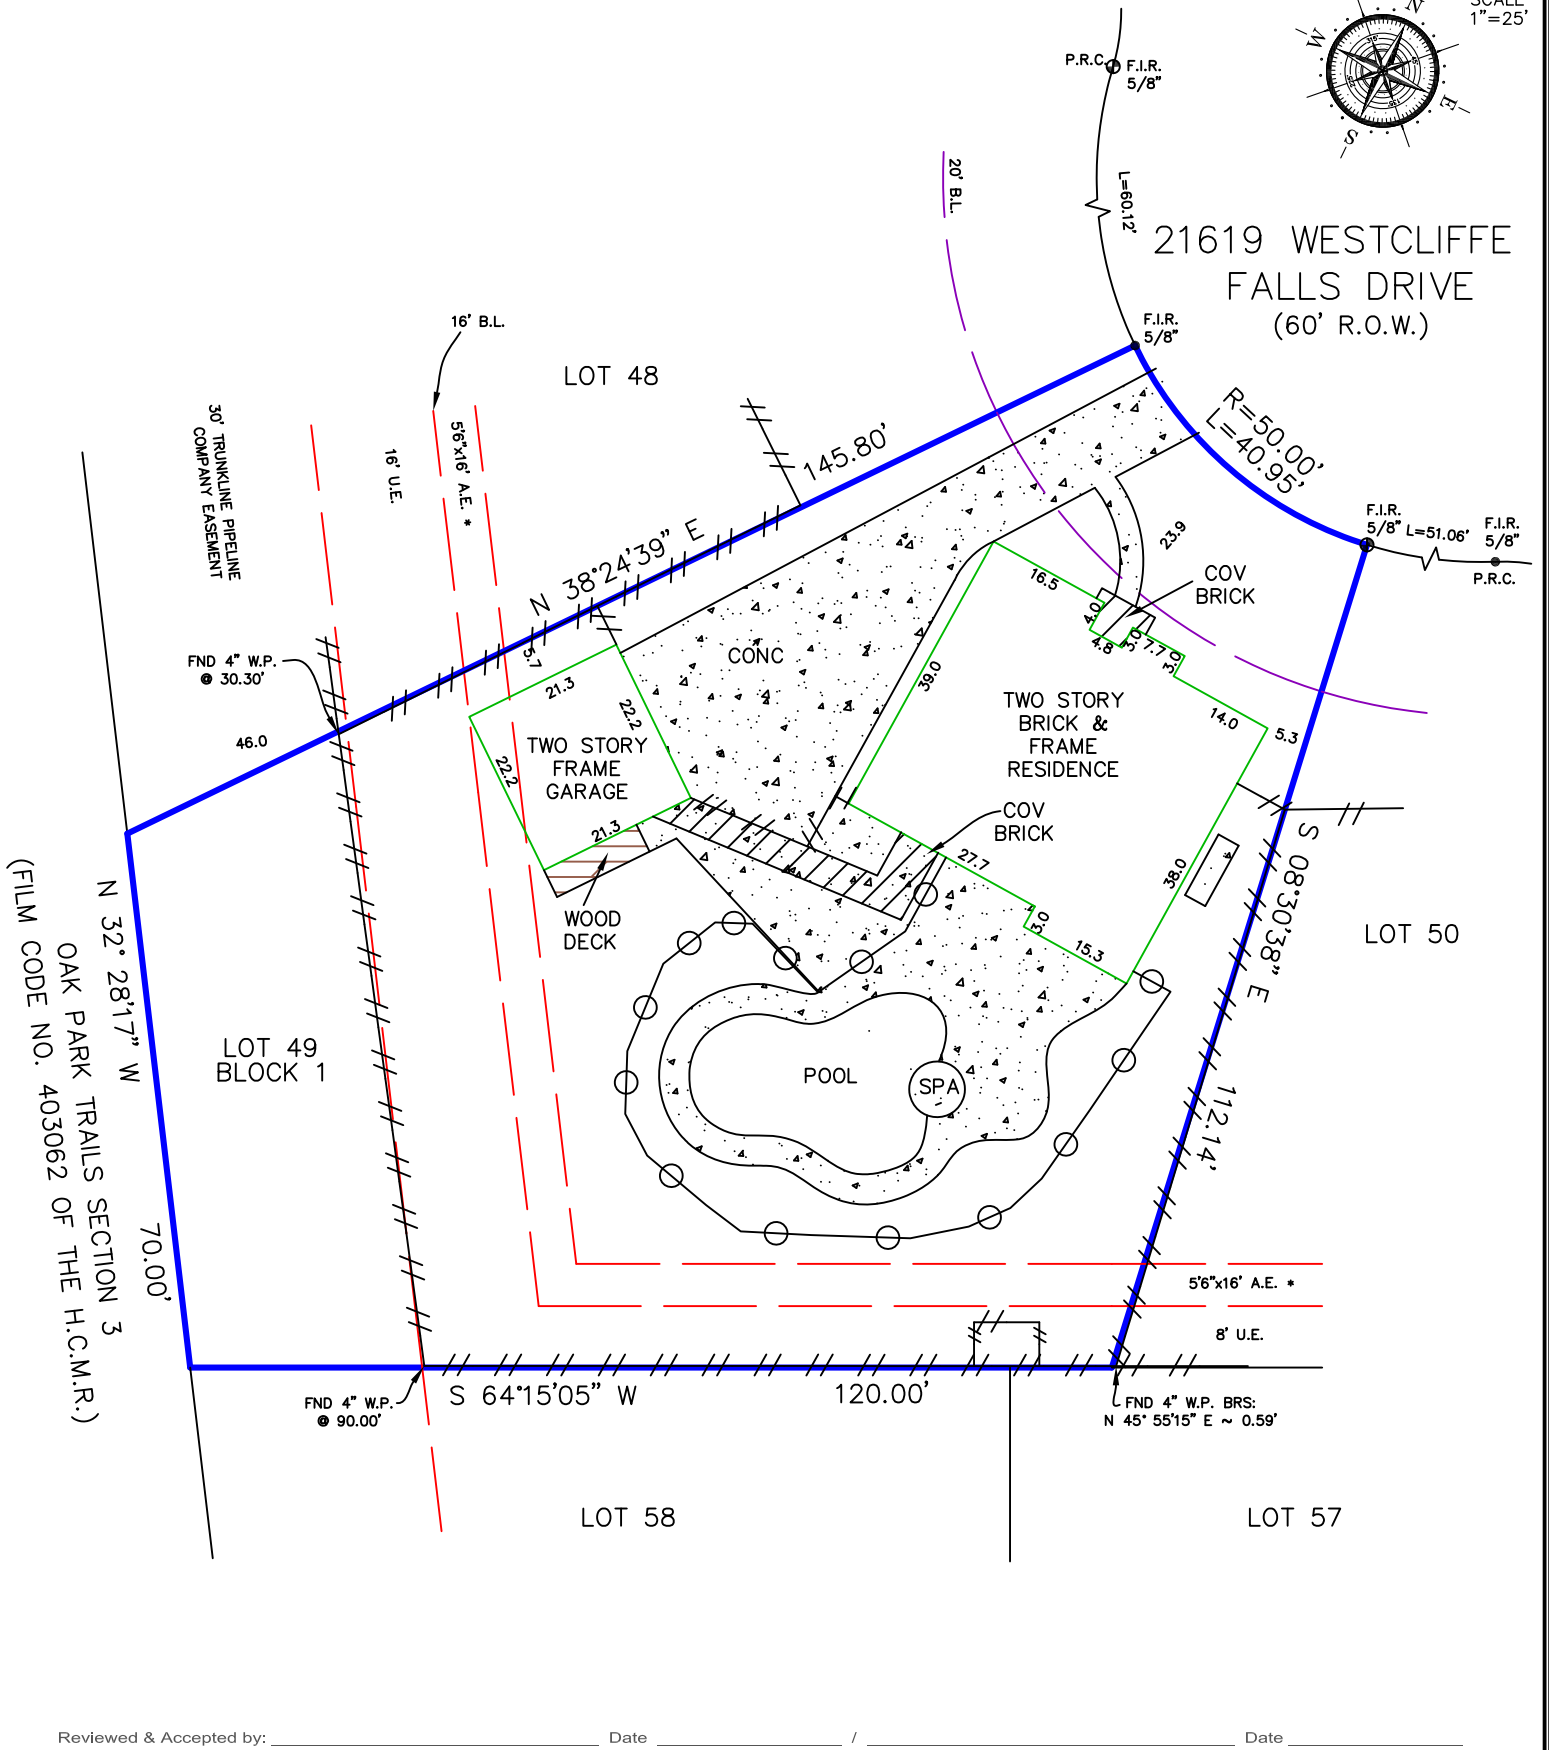 SCALE
1"=25'
N
W
E
S
P.R.C.
F.I.R.
5/8"
L=60.12'
20' B.L.
21619 WESTCLIFFE
FALLS DRIVE
(60' R.O.W.)
F.I.R.
5/8"
16' B.L.
LOT 48
R=50.00'
L=40.95'
30' TRUNKLINE PIPELINE
COMPANY EASEMENT
16' U.E.
5'6"x16' A.E. *
N 38°24'39" E
145.80'
F.I.R.
5/8"
L=51.06'
F.I.R.
5/8"
P.R.C.
23.9
COV
BRICK
16.5
4.0
4.8
3.0
7.7
3.0
14.0
5.3
CONC
39.0
TWO STORY
BRICK &
FRAME
RESIDENCE
FND 4" W.P.
@ 30.30'
46.0
5.7
21.3
22.2
TWO STORY
FRAME
GARAGE
22.2
21.3
COV
BRICK
27.7
3.0
15.3
38.0
WOOD
DECK
S 08°30'38" E
112.14'
LOT 50
N 32° 28'17" W
70.00'
OAK PARK TRAILS SECTION 3
(FILM CODE NO. 403062 OF THE H.C.M.R.)
LOT 49
BLOCK 1
POOL
SPA
5'6"x16' A.E. *
8' U.E.
FND 4" W.P.
@ 90.00'
S 64°15'05" W
120.00'
FND 4" W.P. BRS:
N 45° 55'15" E ~ 0.59'
LOT 58
LOT 57
Reviewed & Accepted by: Date / Date